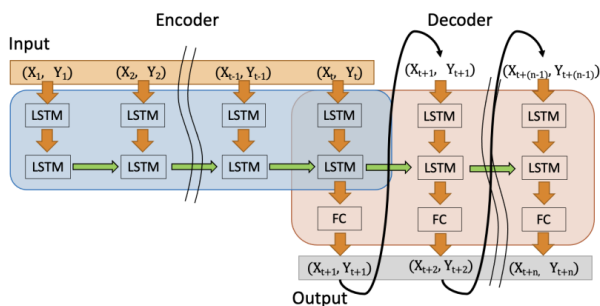 Encoder Decoder
Input
(X₁, Y₁) (X₂, Y₂) (Xₜ₋₁, Yₜ₋₁) (Xₜ, Yₜ) (Xₜ₊₁, Yₜ₊₁) (Xₜ₊₍ₙ₋₁₎, Yₜ₊₍ₙ₋₁₎)
LSTM LSTM LSTM LSTM LSTM LSTM
LSTM LSTM LSTM LSTM LSTM LSTM
FC FC FC
(Xₜ₊₁, Yₜ₊₁) (Xₜ₊₂, Yₜ₊₂) (Xₜ₊ₙ, Yₜ₊ₙ)
Output